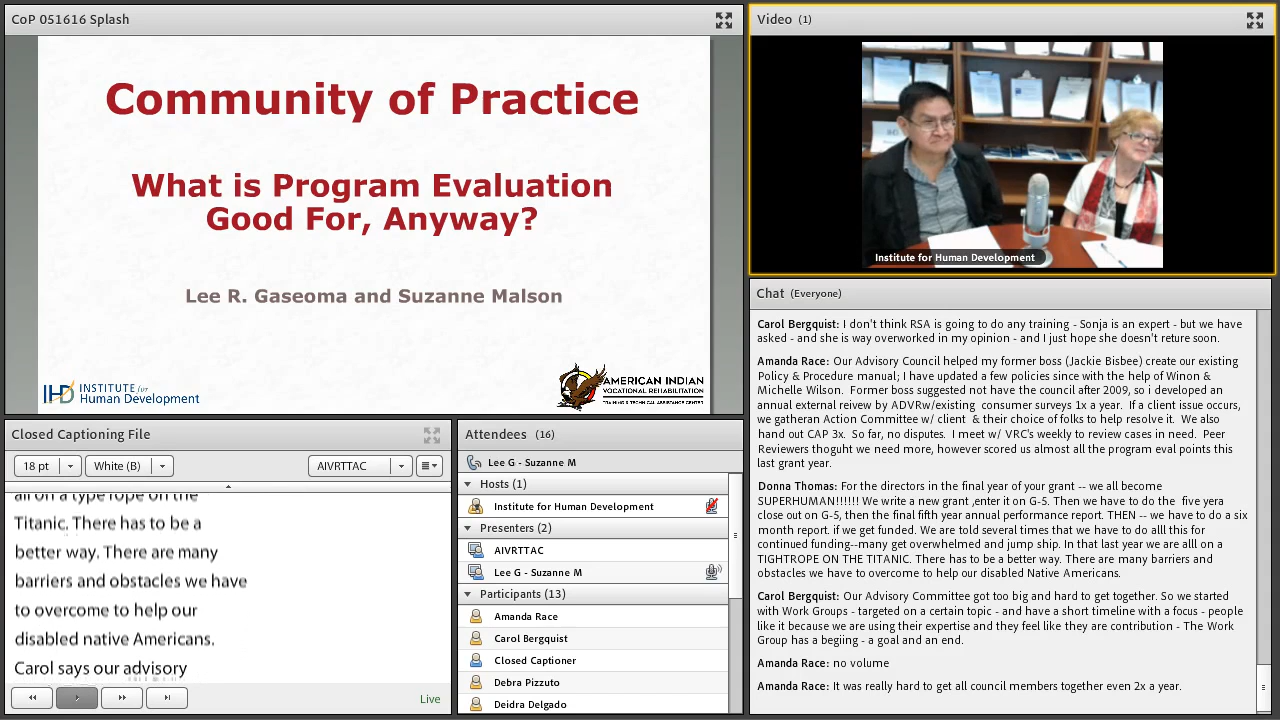 CoP 051616 Splash
Community of Practice
What is Program Evaluation
Good For, Anyway?
Lee R. Gaseoma and Suzanne Malson
IHD INSTITUTE for
Human Development
AMERICAN INDIAN
VOCATIONAL REHABILITATION
TRAINING & TECHNICAL ASSISTANCE CENTER
Video (1)
Institute for Human Development
Chat (Everyone)
Carol Bergquist: I don't think RSA is going to do any training - Sonja is an expert - but we have
asked - and she is way overworked in my opinion - and I just hope she doesn't reture soon.
Amanda Race: Our Advisory Council helped my former boss (Jackie Bisbee) create our existing
Policy & Procedure manual; I have updated a few policies since with the help of Winon &
Michelle Wilson. Former boss suggested not have the council after 2009, so i developed an
annual external reivew by ADVRw/existing consumer surveys 1x a year. If a client issue occurs,
we gatheran Action Committee w/ client & their choice of folks to help resolve it. We also
hand out CAP 3x. So far, no disputes. I meet w/ VRC's weekly to review cases in need. Peer
Reviewers thoguht we need more, however scored us almost all the program eval points this
last grant year.
Donna Thomas: For the directors in the final year of your grant -- we all become
SUPERHUMAN!!!!!! We write a new grant ,enter it on G-5. Then we have to do the five yera
close out on G-5, then the final fifth year annual performance report. THEN -- we have to do a six
month report. if we get funded. We are told several times that we have to do alll this for
continued funding--many get overwhelmed and jump ship. In that last year we are alll on a
TIGHTROPE ON THE TITANIC. There has to be a better way. There are many barriers and
obstacles we have to overcome to help our disabled Native Americans.
Carol Bergquist: Our Advisory Committee got too big and hard to get together. So we started
with Work Groups - targeted on a certain topic - and have a short timeline with a focus - people
like it because we are using their expertise and they feel like they are contribution - The Work
Group has a begiing - a goal and an end.
Amanda Race: no volume
Amanda Race: It was really hard to get all council members together even 2x a year.
Closed Captioning File
18 pt
White (B)
AIVRTTAC
all on a type rope on the
Titanic. There has to be a
better way. There are many
barriers and obstacles we have
to overcome to help our
disabled native Americans.
Carol says our advisory
Live
Attendees (16)
Lee G - Suzanne M
Hosts (1)
Institute for Human Development
Presenters (2)
AIVRTTAC
Lee G - Suzanne M
Participants (13)
Amanda Race
Carol Bergquist
Closed Captioner
Debra Pizzuto
Deidra Delgado